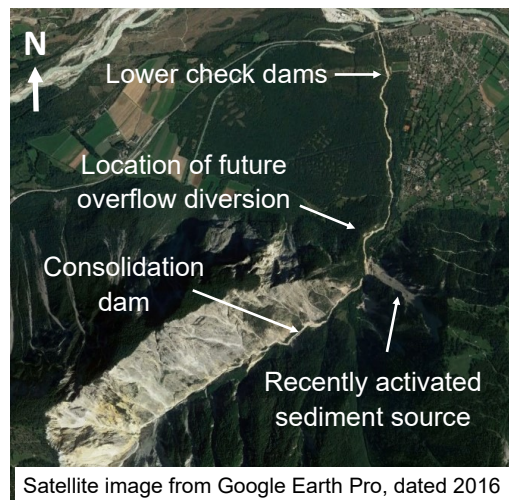 N
Lower check dams
Location of future
overflow diversion
Consolidation
dam
Recently activated
sediment source
Satellite image from Google Earth Pro, dated 2016